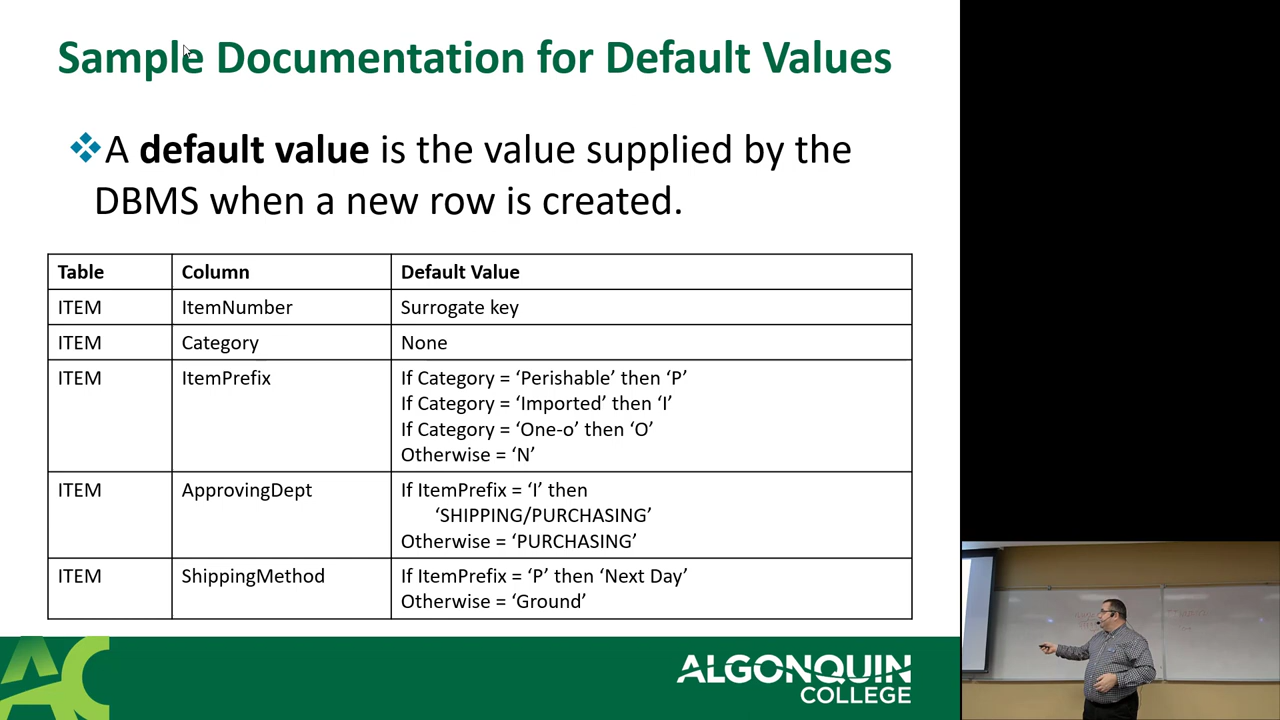 Sample Documentation for Default Values
A default value is the value supplied by the
DBMS when a new row is created.
Table Column Default Value
ITEM ItemNumber Surrogate key
ITEM Category None
ITEM ItemPrefix If Category = ‘Perishable’ then ‘P’
If Category = ‘Imported’ then ‘I’
If Category = ‘One-o’ then ‘O’
Otherwise = ‘N’
ITEM ApprovingDept If ItemPrefix = ‘I’ then
‘SHIPPING/PURCHASING’
Otherwise = ‘PURCHASING’
ITEM ShippingMethod If ItemPrefix = ‘P’ then ‘Next Day’
Otherwise = ‘Ground’
AC
ALGONQUIN
COLLEGE